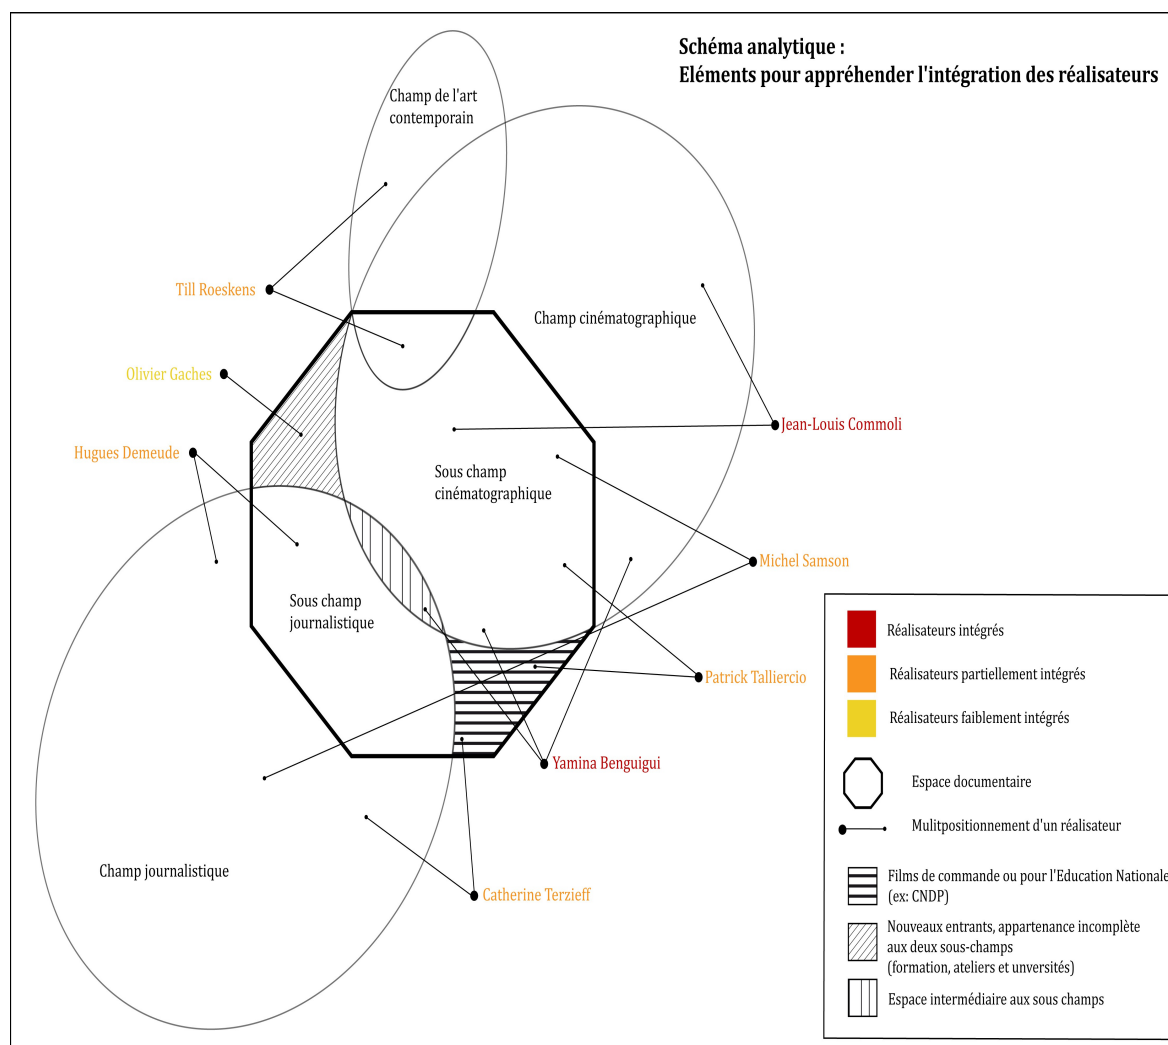 Schéma analytique :
Eléments pour appréhender l'intégration des réalisateurs
Champ de l'art
contemporain
Till Roeskens
Champ cinématographique
Olivier Gaches
Jean-Louis Commoli
Hugues Demeude
Sous champ
cinématographique
Michel Samson
Sous champ
journalistique
Patrick Talliercio
Yamina Benguigui
Champ journalistique
Catherine Terzieff
Réalisateurs intégrés
Réalisateurs partiellement intégrés
Réalisateurs faiblement intégrés
Espace documentaire
Mulitpositionnement d'un réalisateur
Films de commande ou pour l'Education Nationale
(ex: CNDP)
Nouveaux entrants, appartenance incomplète
aux deux sous-champs
(formation, ateliers et unversités)
Espace intermédiaire aux sous champs